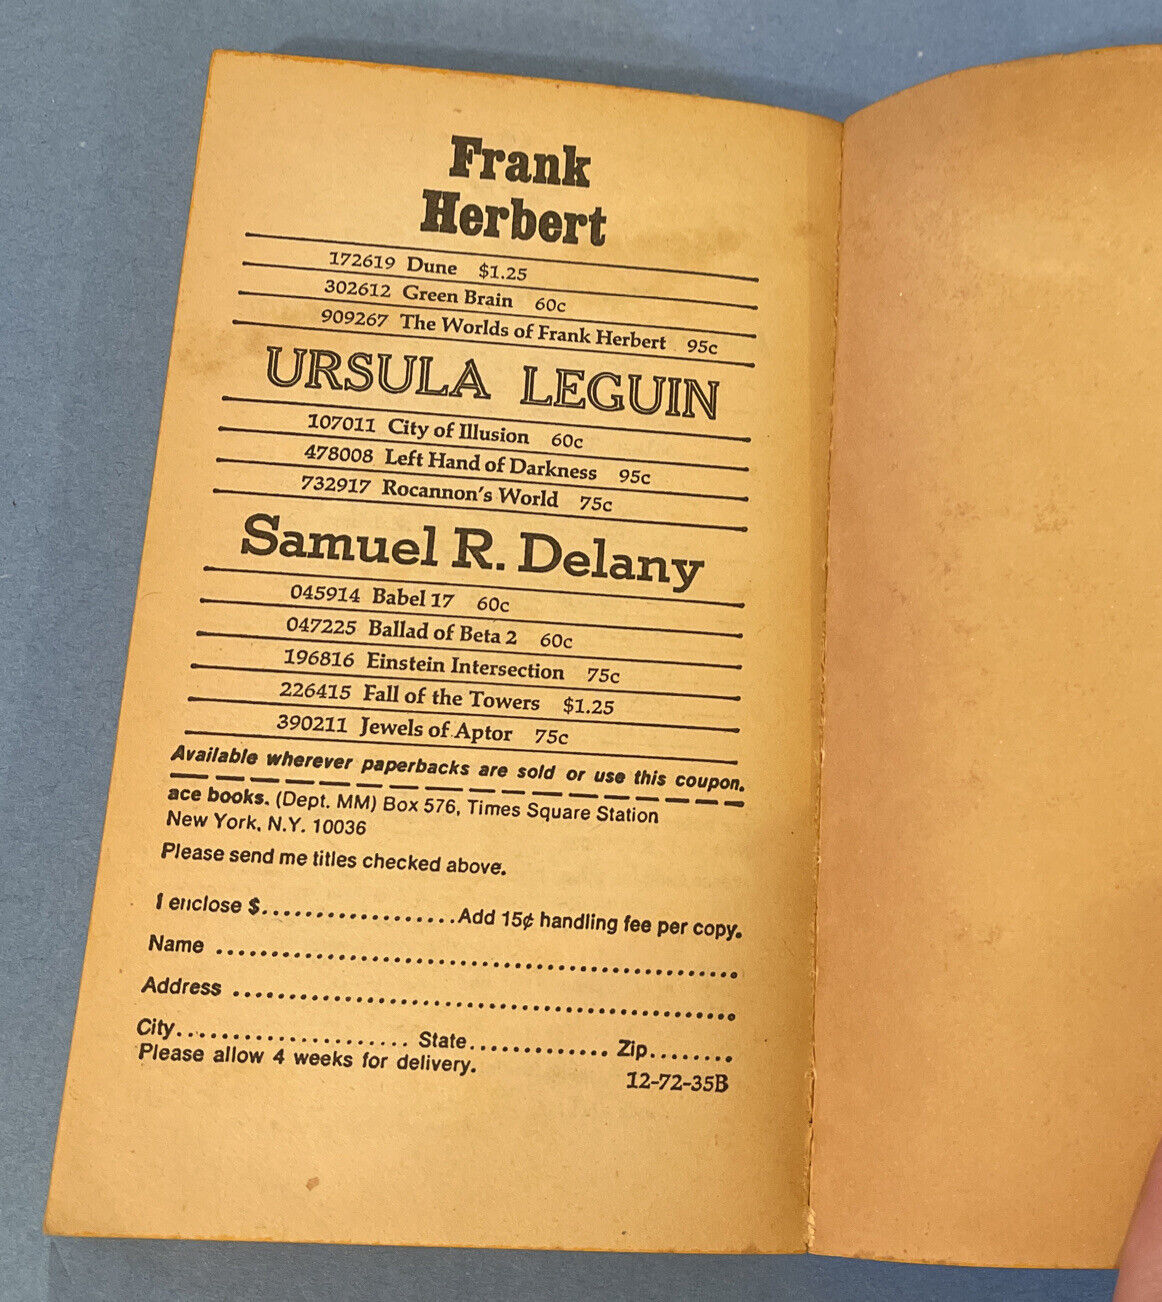 Frank
Herbert
172619 Dune $1.25
302612 Green Brain 60c
909267 The Worlds of Frank Herbert 95c
URSULA LEGUIN
107011 City of Illusion 60c
478008 Left Hand of Darkness 95c
732917 Rocannon's World 75c
Samuel R. Delany
045914 Babel 17 60c
047225 Ballad of Beta 2 60c
196816 Einstein Intersection 75c
226415 Fall of the Towers $1.25
390211 Jewels of Aptor 75c
Available wherever paperbacks are sold or use this coupon.
ace books. (Dept. MM) Box 576, Times Square Station
New York, N.Y. 10036
Please send me titles checked above.
I enclose $..................Add 15¢ handling fee per copy.
Name ................................................
Address ..............................................
City..................... State............. Zip........
Please allow 4 weeks for delivery.
12-72-35B